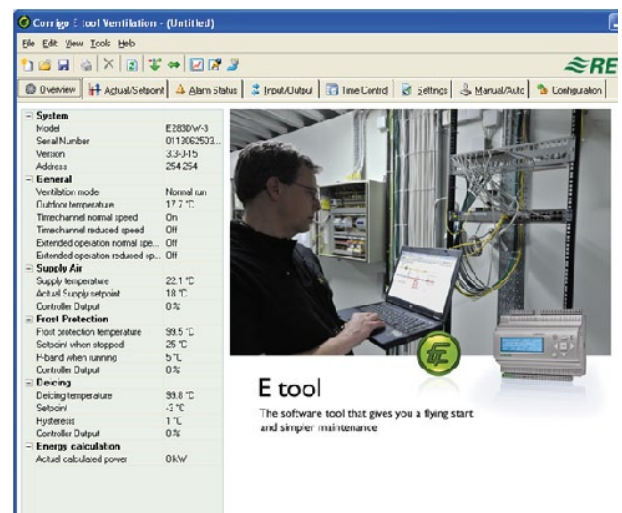 Corrigo E tool Ventilation - (Untitled)
File Edit View Tools Help
RE
Overview Actual/Setpoint Alarm Status Input/Output Time Control Settings Manual/Auto Configuration
System
Model E283DW-3
Serial Number 0113062503...
Version 3.3-0-15
Address 254:254
General
Ventilation mode Normal run
Outdoor temperature 17.7 °C
Timechannel normal speed On
Timechannel reduced speed Off
Extended operation normal spe... Off
Extended operation reduced sp... Off
Supply Air
Supply temperature 22.1 °C
Actual Supply setpoint 18 °C
Controller Output 0 %
Frost Protection
Frost protection temperature 99.5 °C
Setpoint when stopped 25 °C
P-band when running 5 °C
Controller Output 0 %
Deicing
Deicing temperature 99.8 °C
Setpoint -3 °C
Hysteresis 1 °C
Controller Output 0 %
Energy calculation
Actual calculated power 0 kW
E tool
The software tool that gives you a flying start
and simpler maintenance